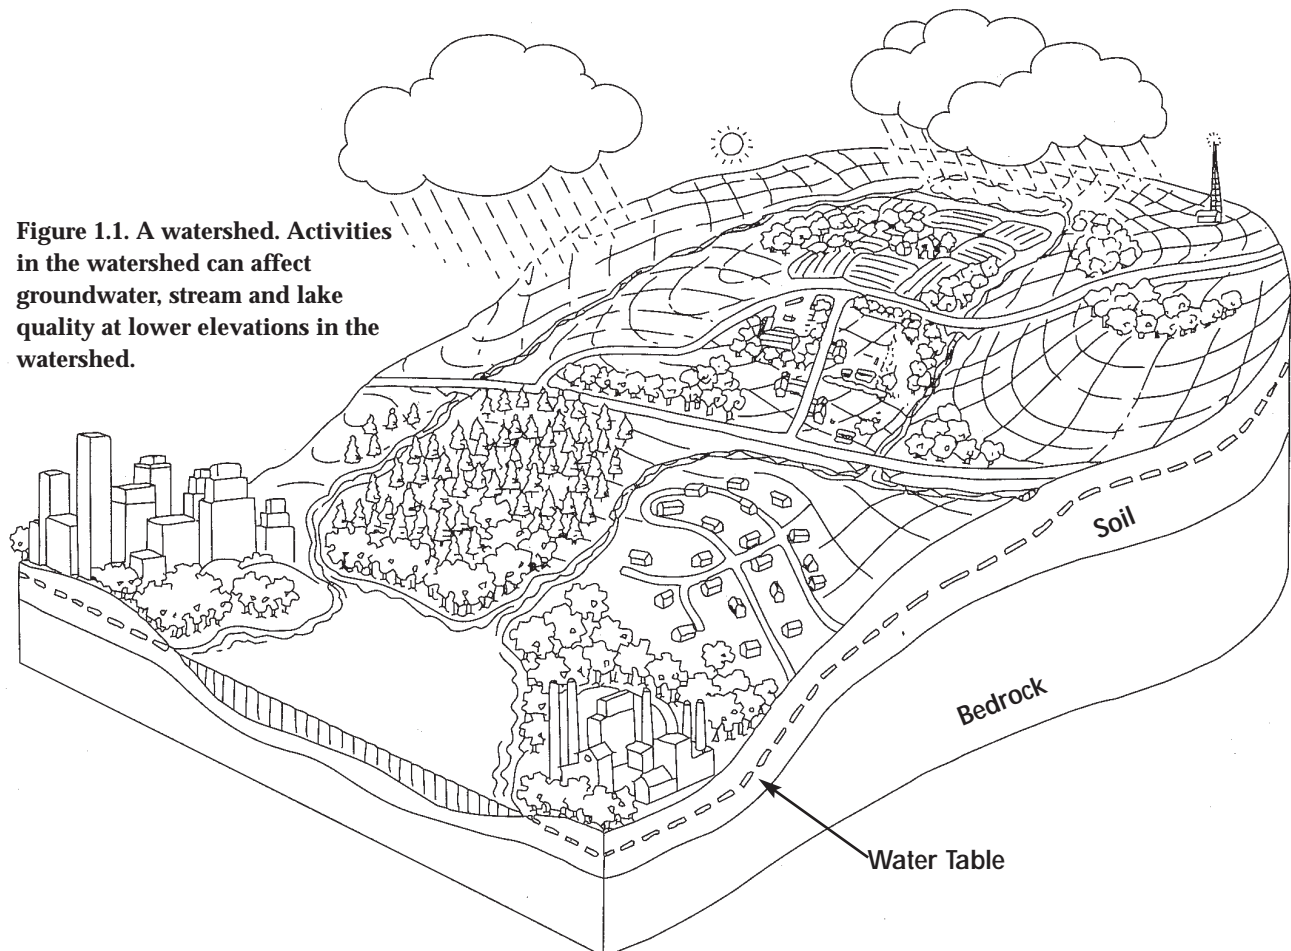 Figure 1.1. A watershed. Activities
in the watershed can affect
groundwater, stream and lake
quality at lower elevations in the
watershed.
Soil
Bedrock
Water Table